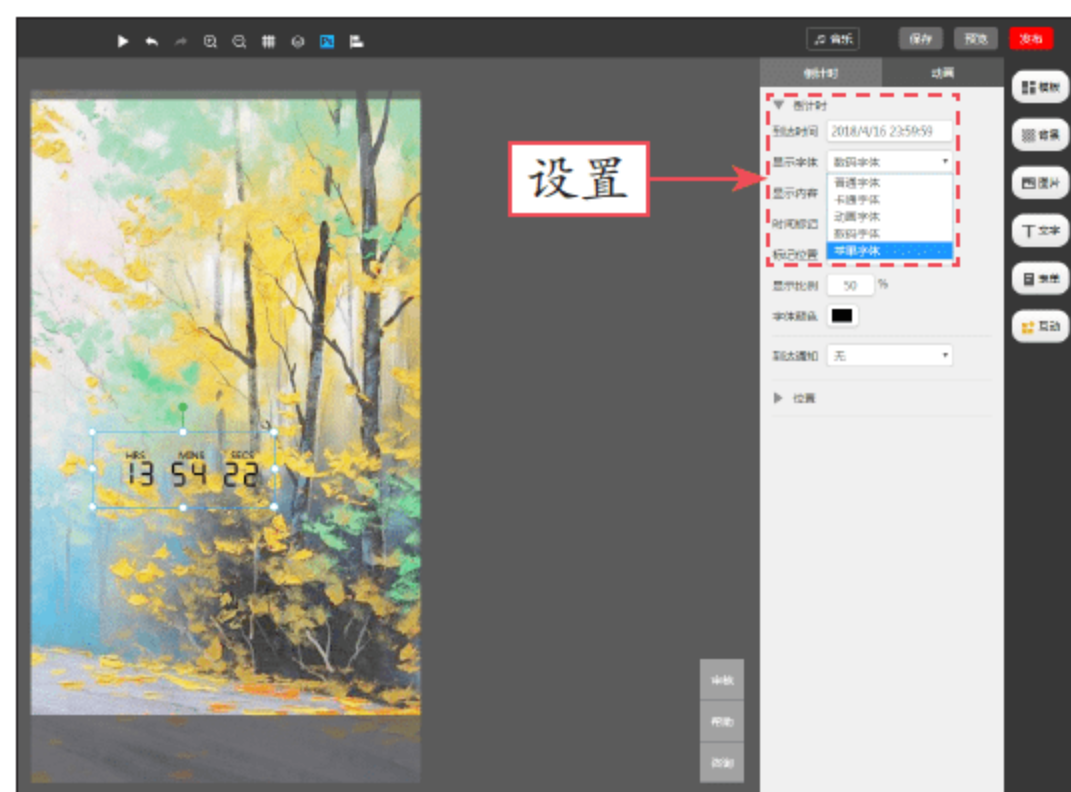 音乐 保存 预览 发布
倒计时 动画
倒计时
到达时间 2018/4/16 23:59:59
显示字体 数码字体
普通字体
显示内容
卡通字体
动画字体
时间标记
数码字体
标记位置 苹果字体
显示比例 50 %
字体颜色
到达通知 无
位置
模板
背景
图片
T 文字
表单
互动
设置
HRS MINS SECS
13 54 22
审核
帮助